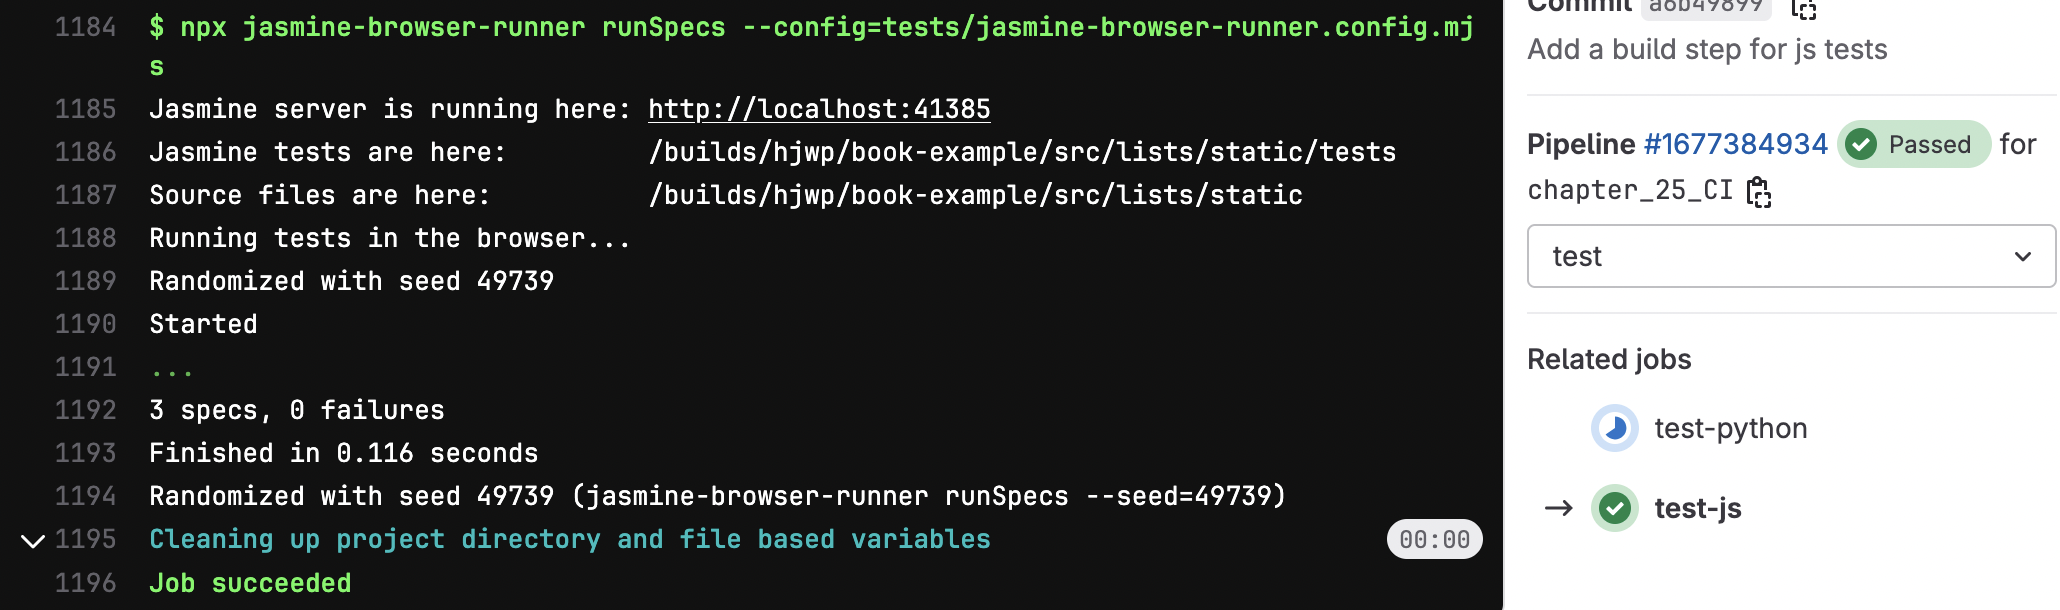 1184 $ npx jasmine-browser-runner runSpecs --config=tests/jasmine-browser-runner.config.mj
s
1185 Jasmine server is running here: http://localhost:41385
1186 Jasmine tests are here:         /builds/hjwp/book-example/src/lists/static/tests
1187 Source files are here:          /builds/hjwp/book-example/src/lists/static
1188 Running tests in the browser...
1189 Randomized with seed 49739
1190 Started
1191 ...
1192 3 specs, 0 failures
1193 Finished in 0.116 seconds
1194 Randomized with seed 49739 (jasmine-browser-runner runSpecs --seed=49739)
1195 Cleaning up project directory and file based variables 00:00
1196 Job succeeded
Commit a6b49899
Add a build step for js tests
Pipeline #1677384934 Passed for
chapter_25_CI
test
Related jobs
test-python
→ test-js